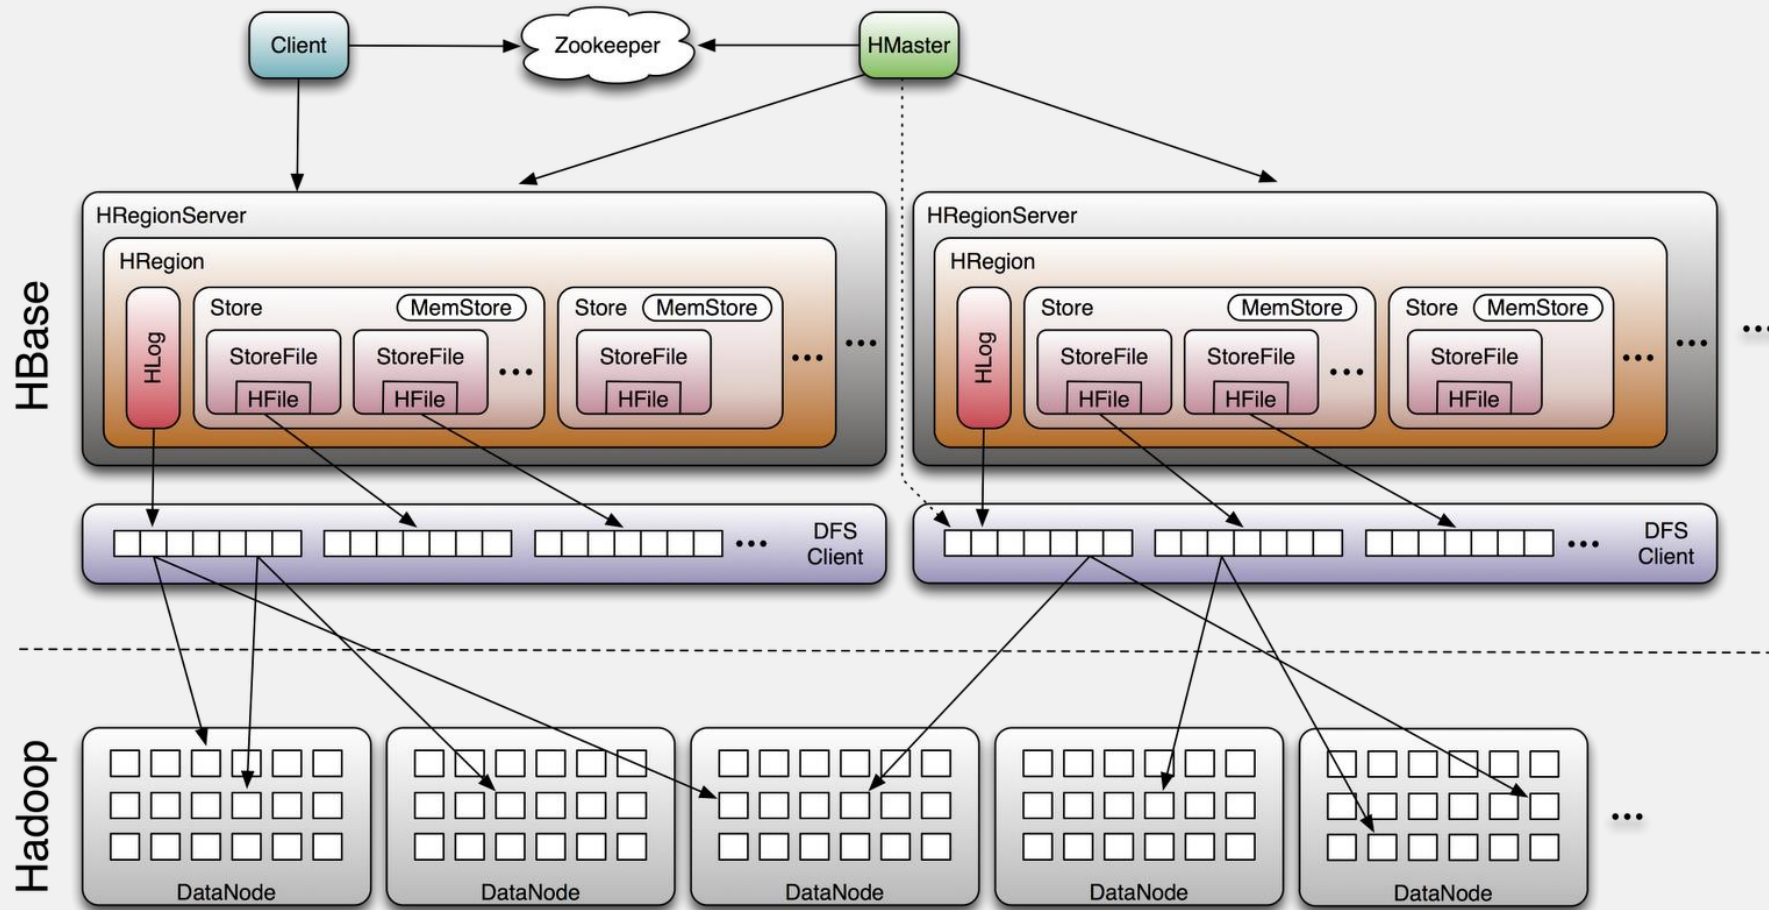 Client
Zookeeper
HMaster
HBase
HRegionServer
HRegion
HLog
Store
MemStore
StoreFile
HFile
StoreFile
HFile
...
Store
MemStore
StoreFile
HFile
...
...
HRegionServer
HRegion
HLog
Store
MemStore
StoreFile
HFile
StoreFile
HFile
...
Store
MemStore
StoreFile
HFile
...
...
...
...
DFS
Client
...
DFS
Client
Hadoop
DataNode
DataNode
DataNode
DataNode
DataNode
...